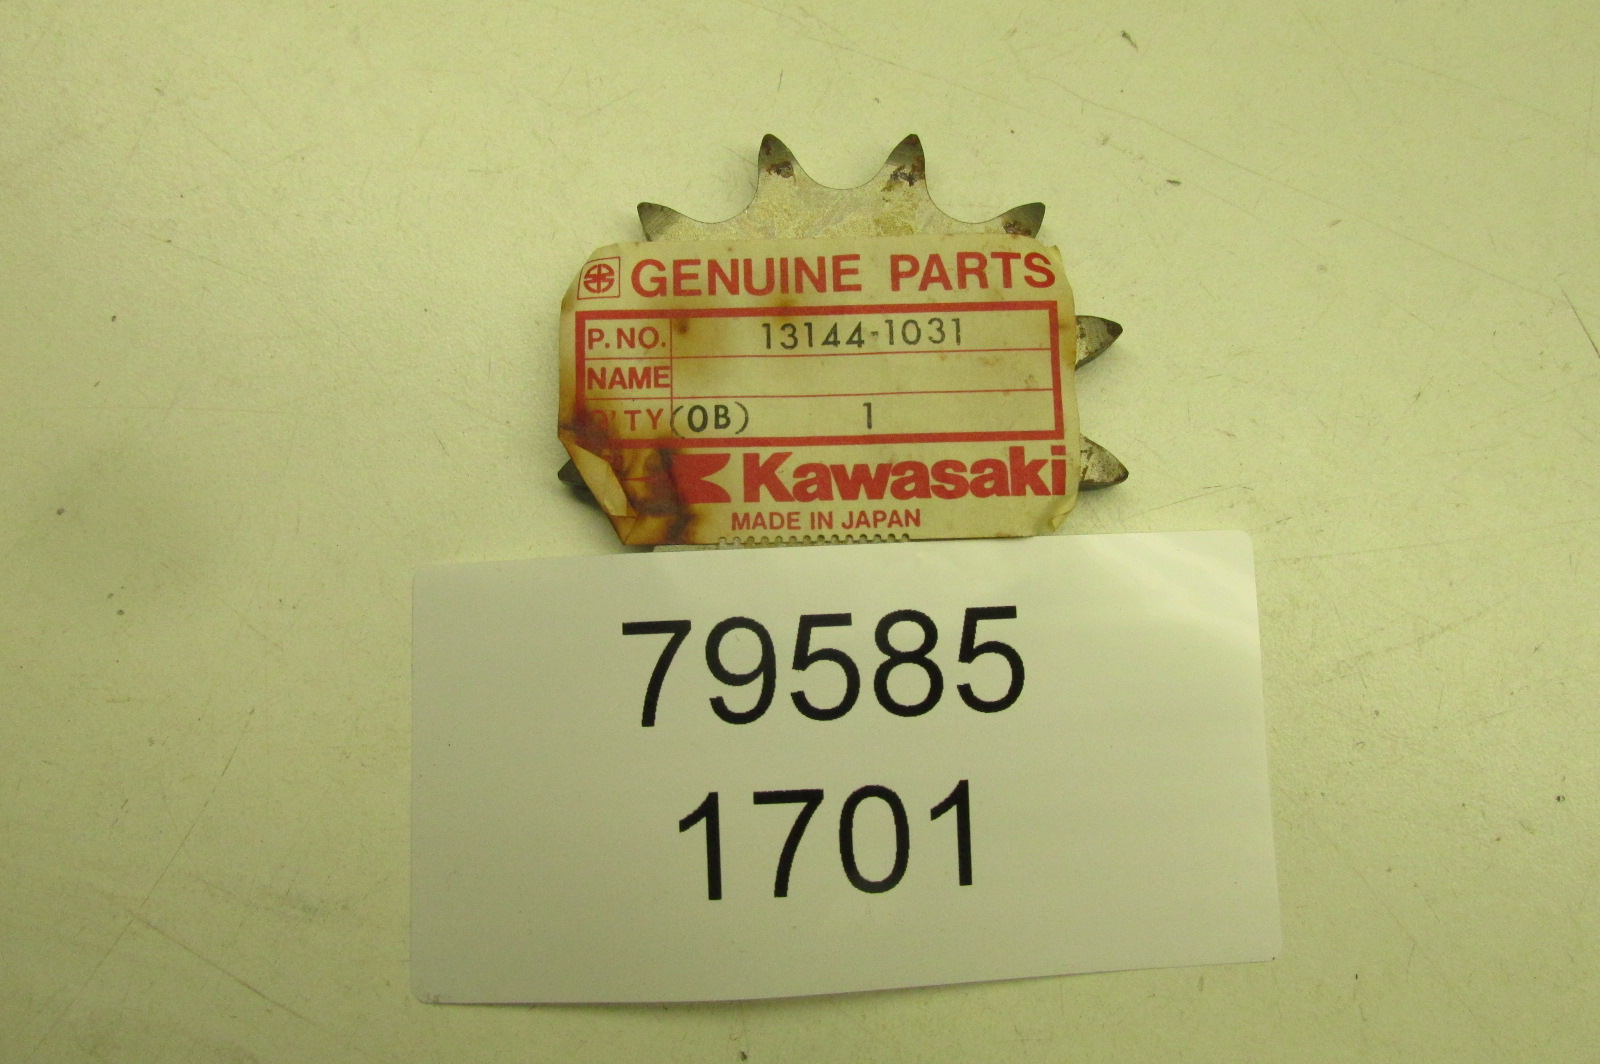 GENUINE PARTS
P.NO. 13144-1031
NAME
Q'TY (OB) 1
Kawasaki
MADE IN JAPAN
79585
1701